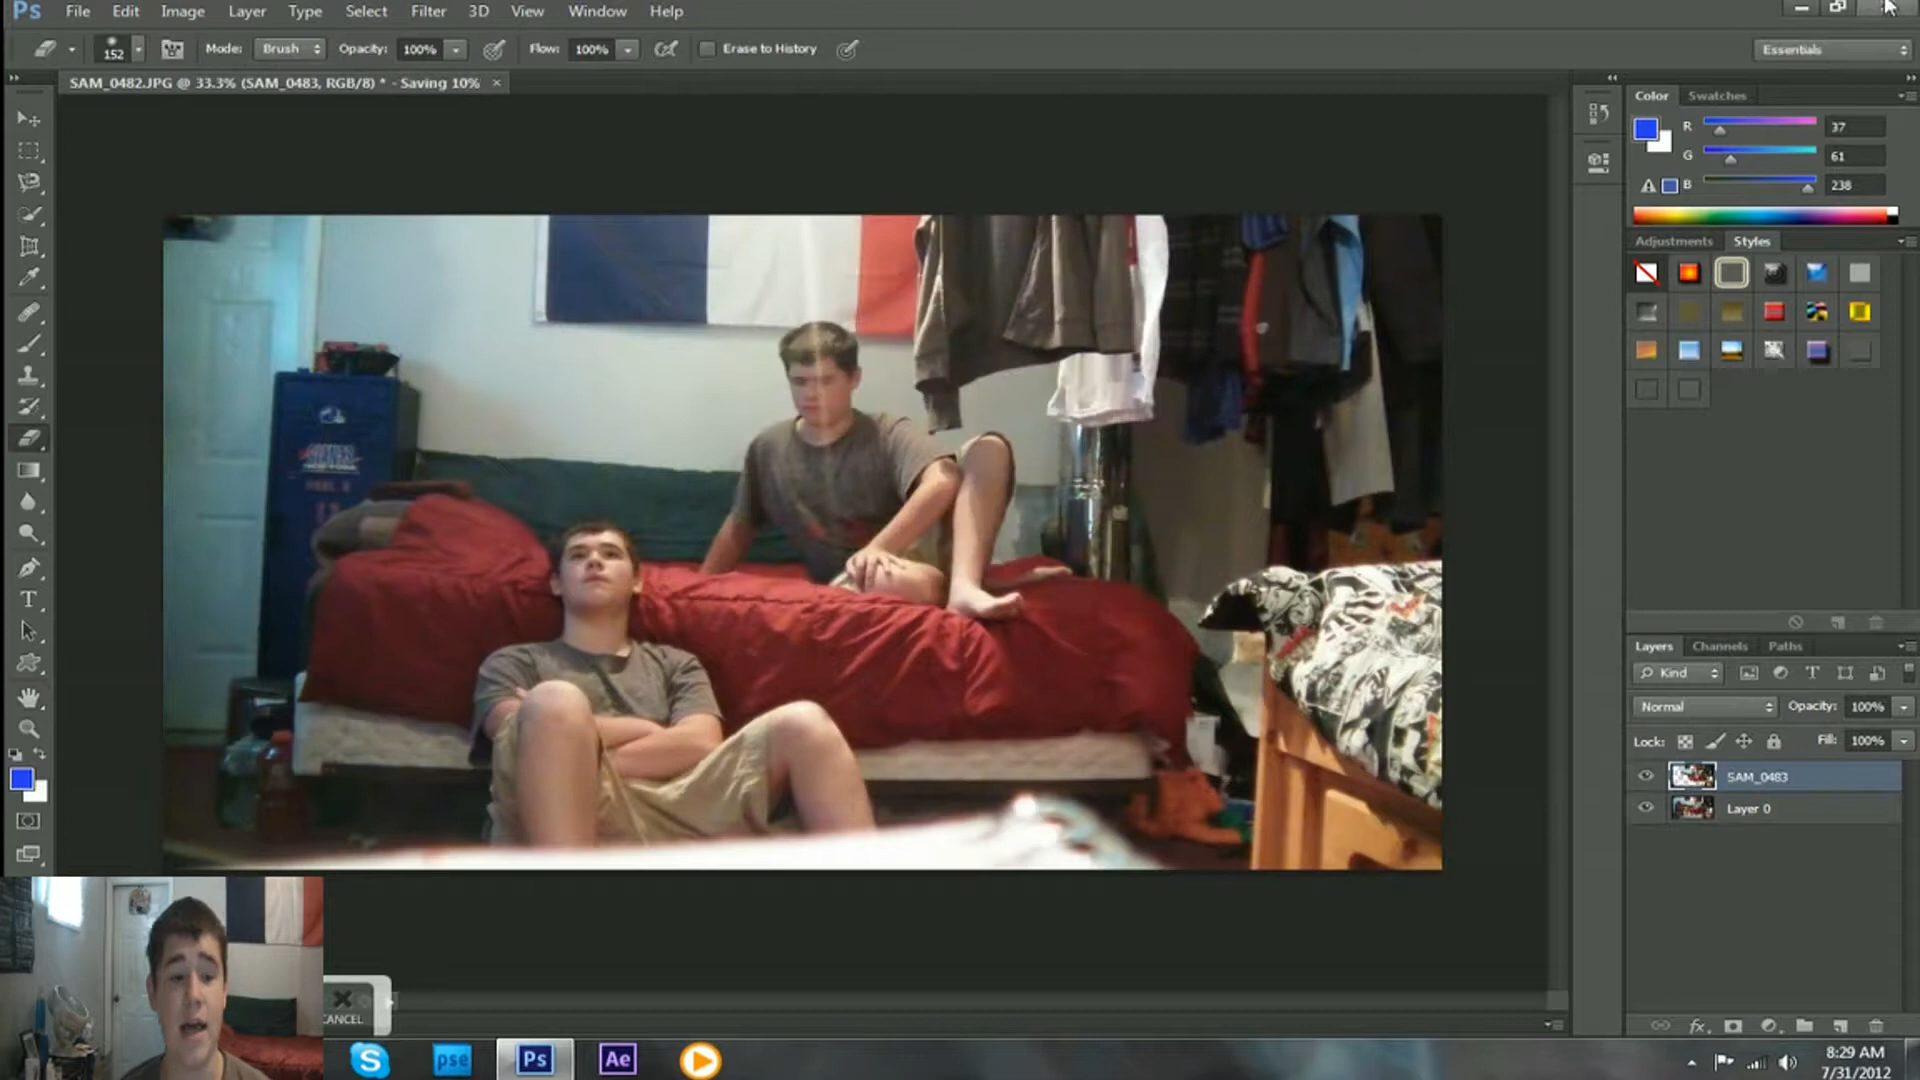 Ps File Edit Image Layer Type Select Filter 3D View Window Help
152 Mode: Brush Opacity: 100% Flow: 100% Erase to History Essentials
SAM_0482.JPG @ 33.3% (SAM_0483, RGB/8) * - Saving 10% ×
Color Swatches
R 37
G 61
B 238
Adjustments Styles
Layers Channels Paths
Kind
Normal Opacity: 100%
Lock: Fill: 100%
SAM_0483
Layer 0
CANCEL
S pse Ps Ae
8:29 AM
7/31/2012